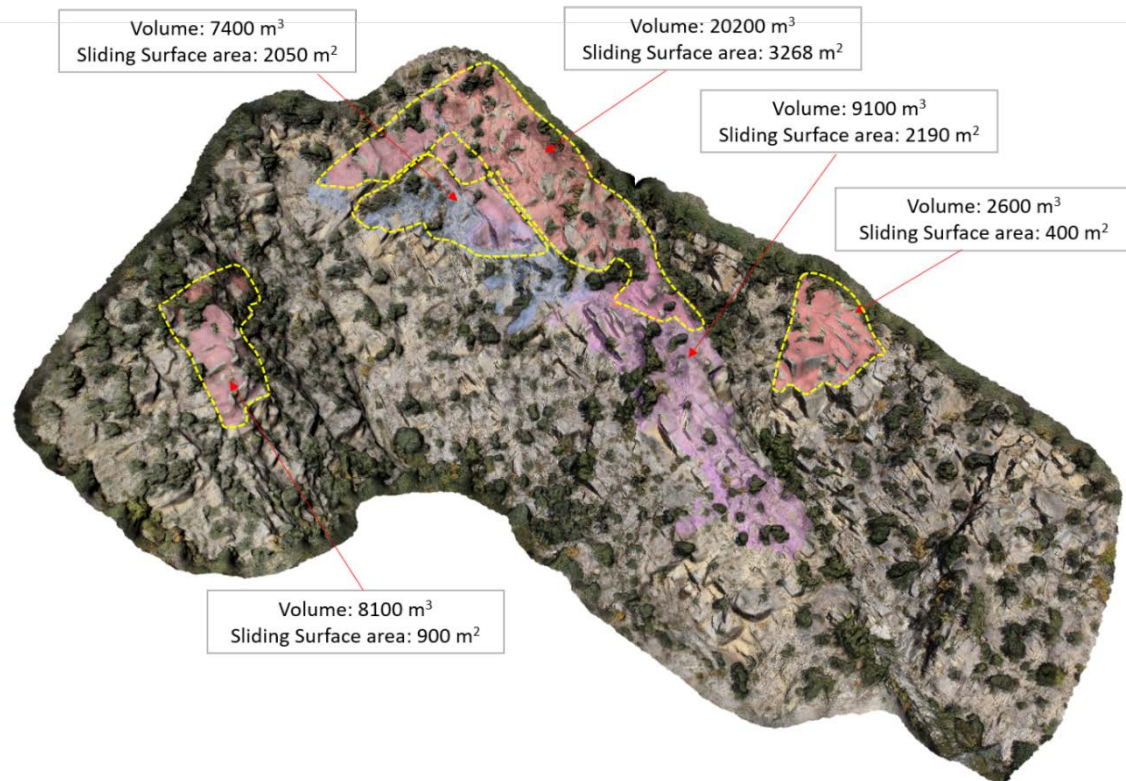 Volume: 7400 m³
Sliding Surface area: 2050 m²
Volume: 20200 m³
Sliding Surface area: 3268 m²
Volume: 9100 m³
Sliding Surface area: 2190 m²
Volume: 2600 m³
Sliding Surface area: 400 m²
Volume: 8100 m³
Sliding Surface area: 900 m²